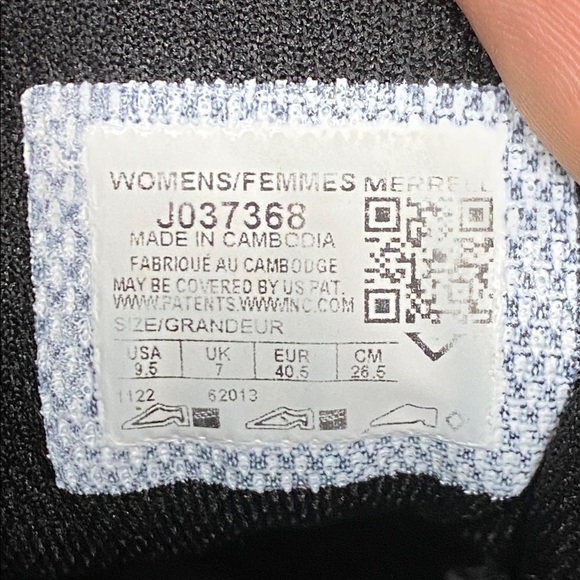 WOMENS/FEMMES MERRELL
J037368
MADE IN CAMBODIA
FABRIQUÉ AU CAMBODGE
MAY BE COVERED BY US PAT.
WWW.PATENTS.WWWINC.COM
SIZE/GRANDEUR
USA UK EUR CM
9.5 7 40.5 26.5
1122 62013